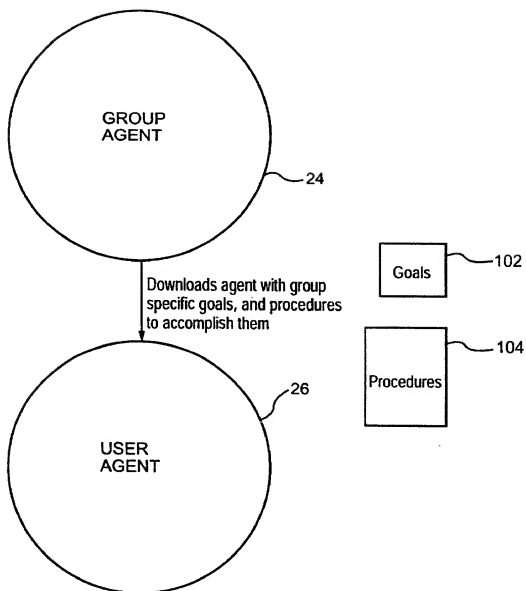 GROUP
AGENT
24
Downloads agent with group
specific goals, and procedures
to accomplish them
Goals
102
Procedures
104
26
USER
AGENT